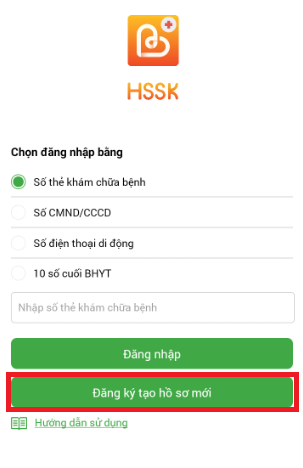 HSSK
Chọn đăng nhập bằng
Số thẻ khám chữa bệnh
Số CMND/CCCD
Số điện thoại di động
10 số cuối BHYT
Nhập số thẻ khám chữa bệnh
Đăng nhập
Đăng ký tạo hồ sơ mới
Hướng dẫn sử dụng